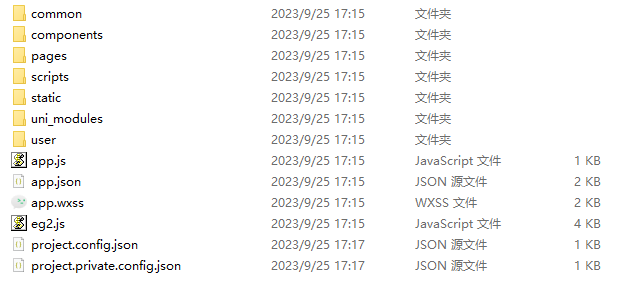 common 2023/9/25 17:15 文件夹
components 2023/9/25 17:15 文件夹
pages 2023/9/25 17:15 文件夹
scripts 2023/9/25 17:15 文件夹
static 2023/9/25 17:15 文件夹
uni_modules 2023/9/25 17:15 文件夹
user 2023/9/25 17:15 文件夹
app.js 2023/9/25 17:15 JavaScript 文件 1 KB
app.json 2023/9/25 17:15 JSON 源文件 2 KB
app.wxss 2023/9/25 17:15 WXSS 文件 2 KB
eg2.js 2023/9/25 17:15 JavaScript 文件 4 KB
project.config.json 2023/9/25 17:17 JSON 源文件 1 KB
project.private.config.json 2023/9/25 17:17 JSON 源文件 1 KB